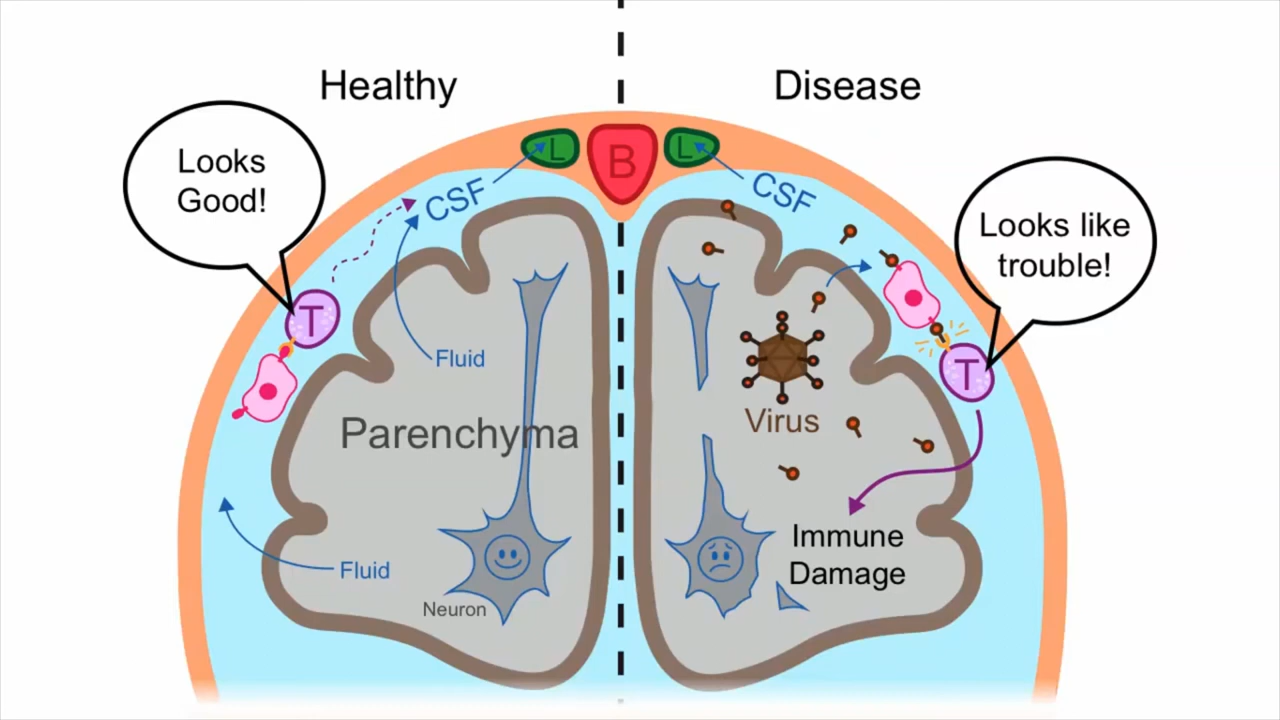 Healthy
Disease
Looks
Good!
L
B
L
CSF
CSF
Looks like
trouble!
T
Fluid
T
Parenchyma
Virus
Immune
Damage
Fluid
Neuron